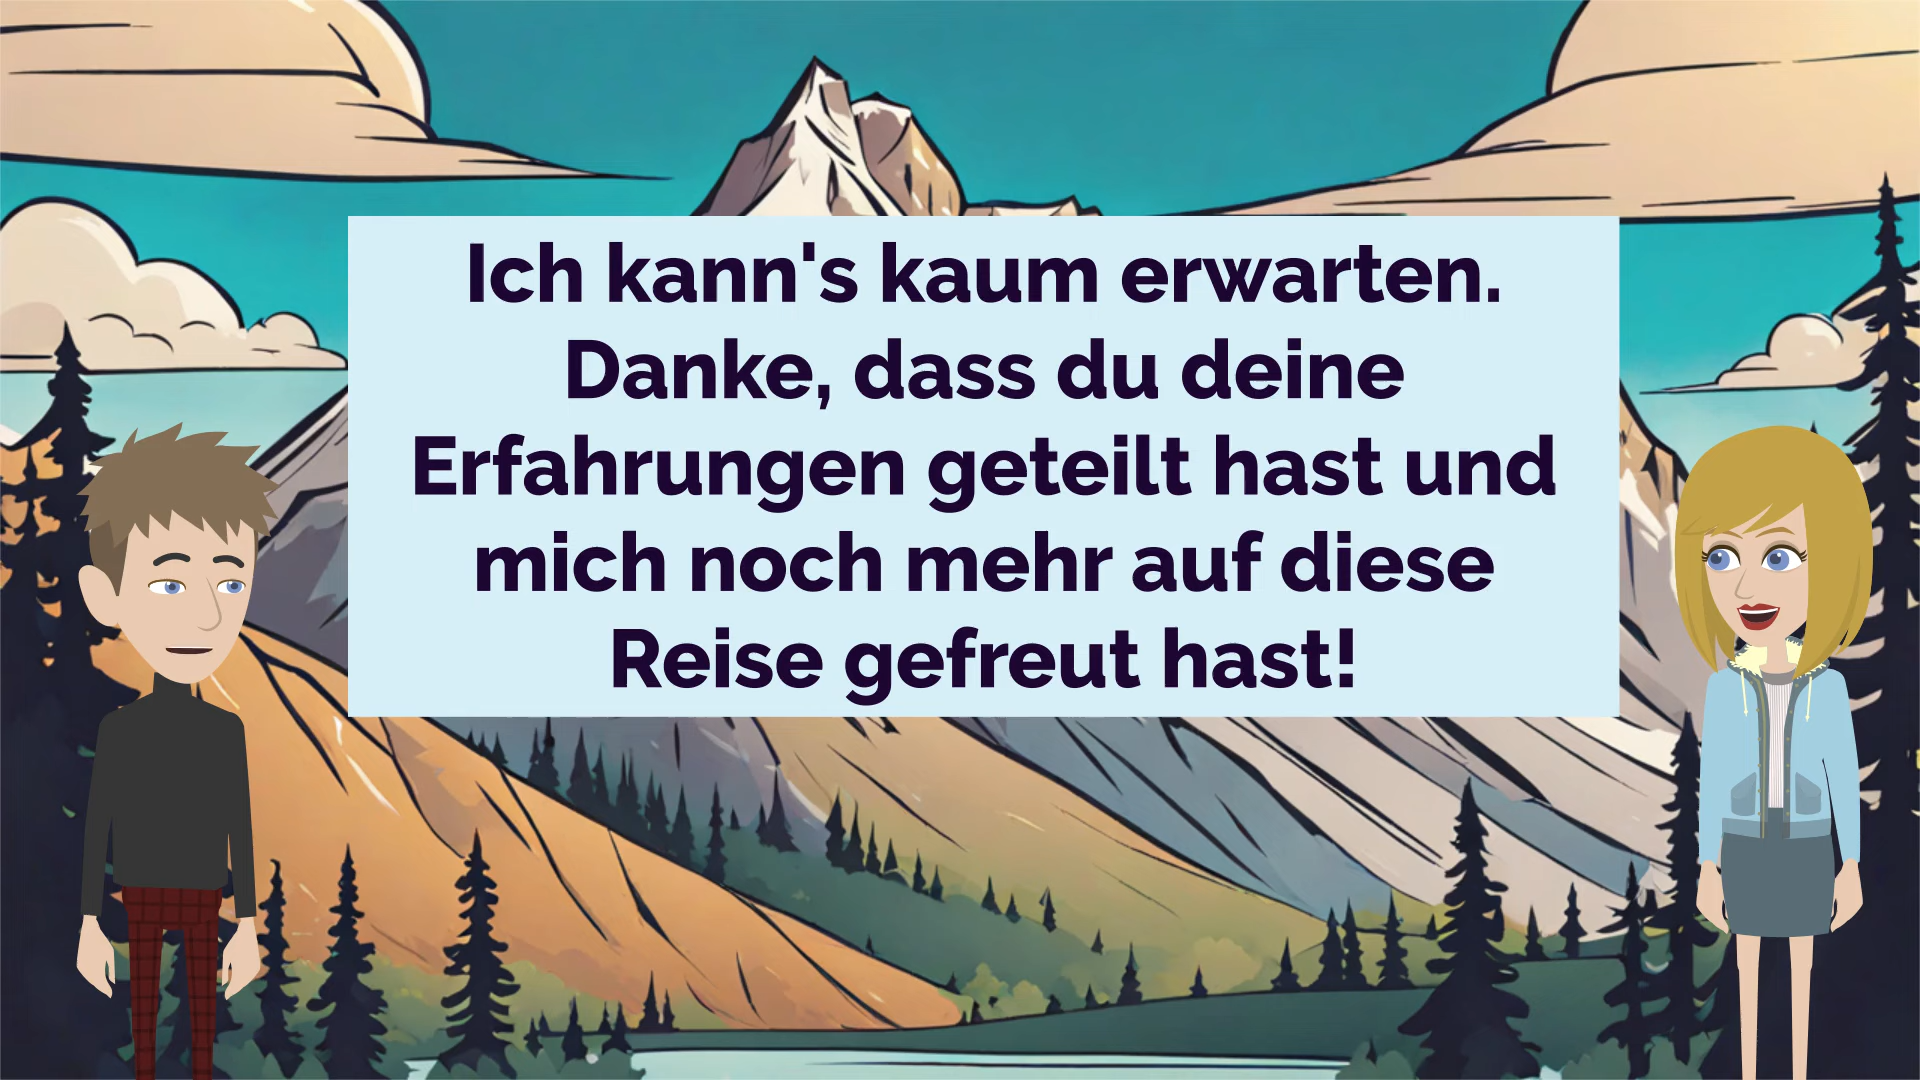 Ich kann's kaum erwarten.
Danke, dass du deine
Erfahrungen geteilt hast und
mich noch mehr auf diese
Reise gefreut hast!